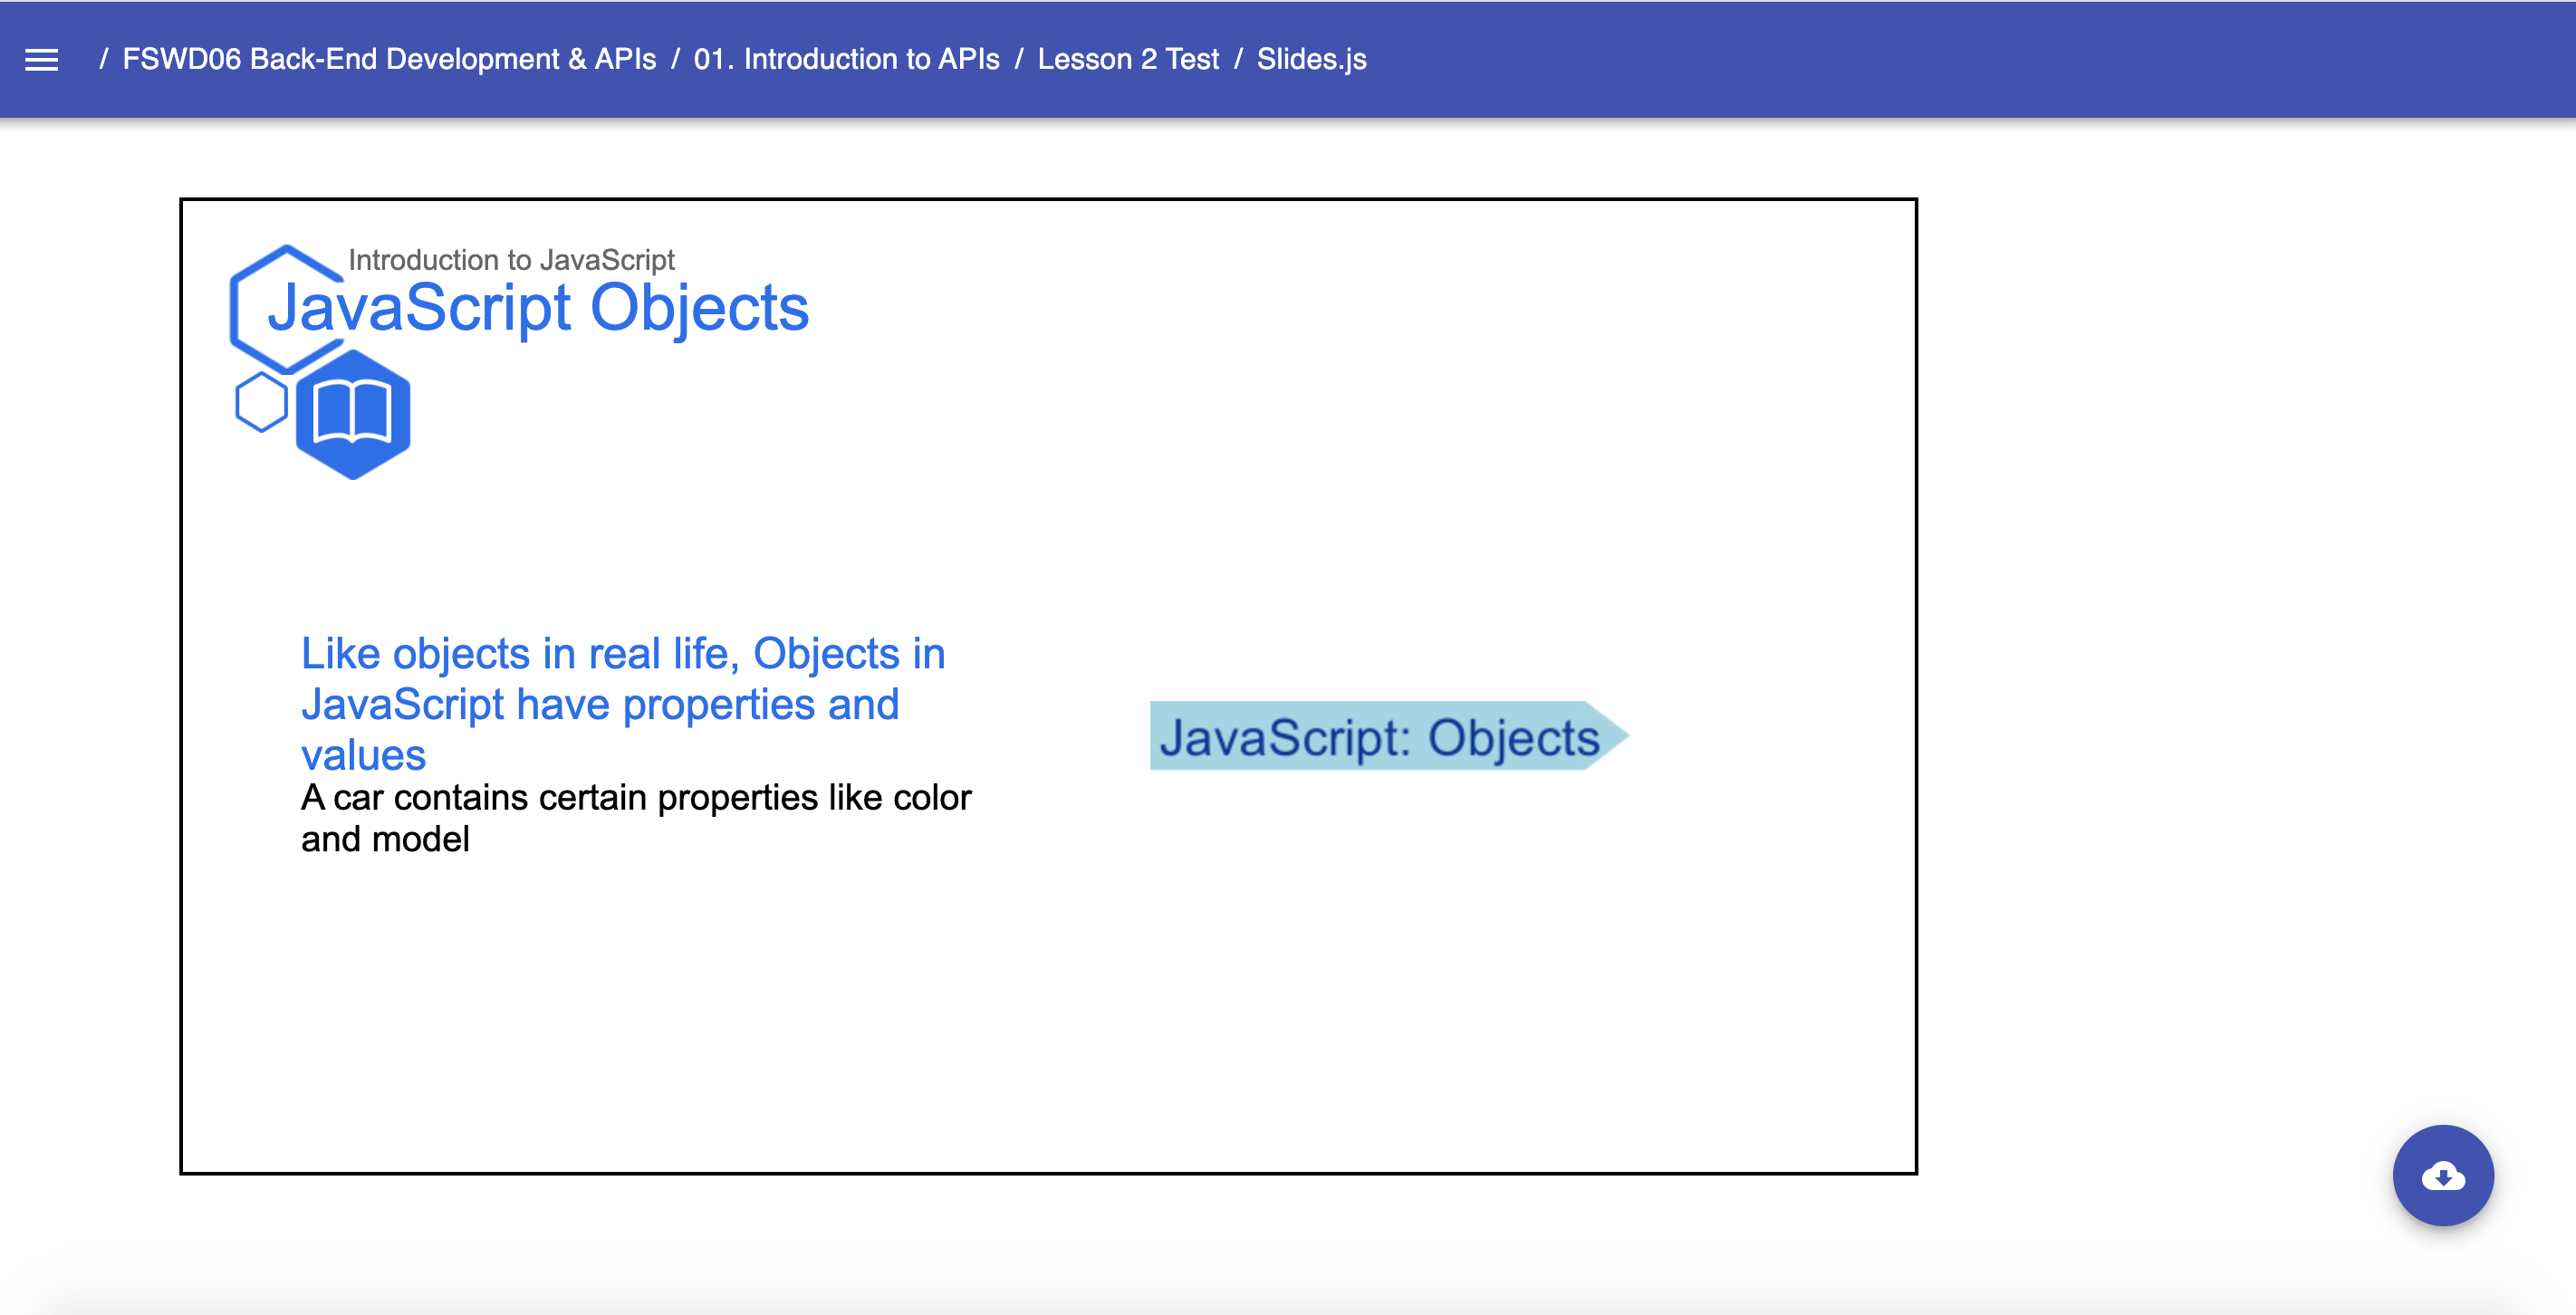 / FSWD06 Back-End Development & APIs / 01. Introduction to APIs / Lesson 2 Test / Slides.js
Introduction to JavaScript
JavaScript Objects
Like objects in real life, Objects in
JavaScript have properties and
values
A car contains certain properties like color
and model
JavaScript: Objects